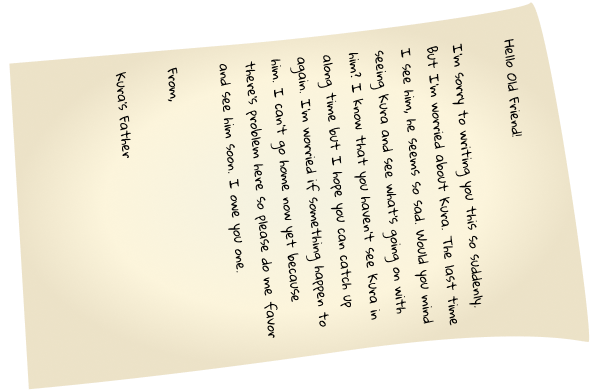 Hello Old Friend!
I'm sorry to writing you this so suddenly.
But I'm worried about Kura. The last time
I see him, he seems so sad. Would you mind
seeing Kura and see what's going on with
him? I know that you haven't see Kura in
along time but I hope you can catch up
again. I'm worried if something happen to
him. I can't go home now yet because
there's problem here so please do me favor
and see him soon. I owe you one.
From,
Kura's Father